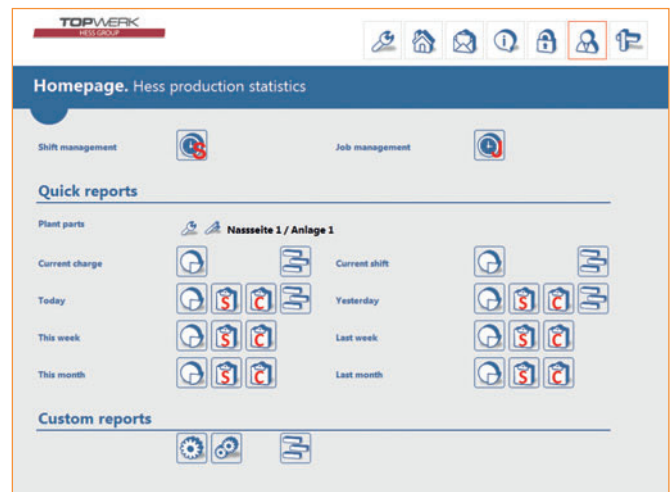 TOPWERK
HESS GROUP
Homepage. Hess production statistics
Shift management S Job management J
Quick reports
Plant parts Nassseite 1 / Anlage 1
Current charge Current shift
Today S C Yesterday S C
This week S C Last week S C
This month S C Last month S C
Custom reports